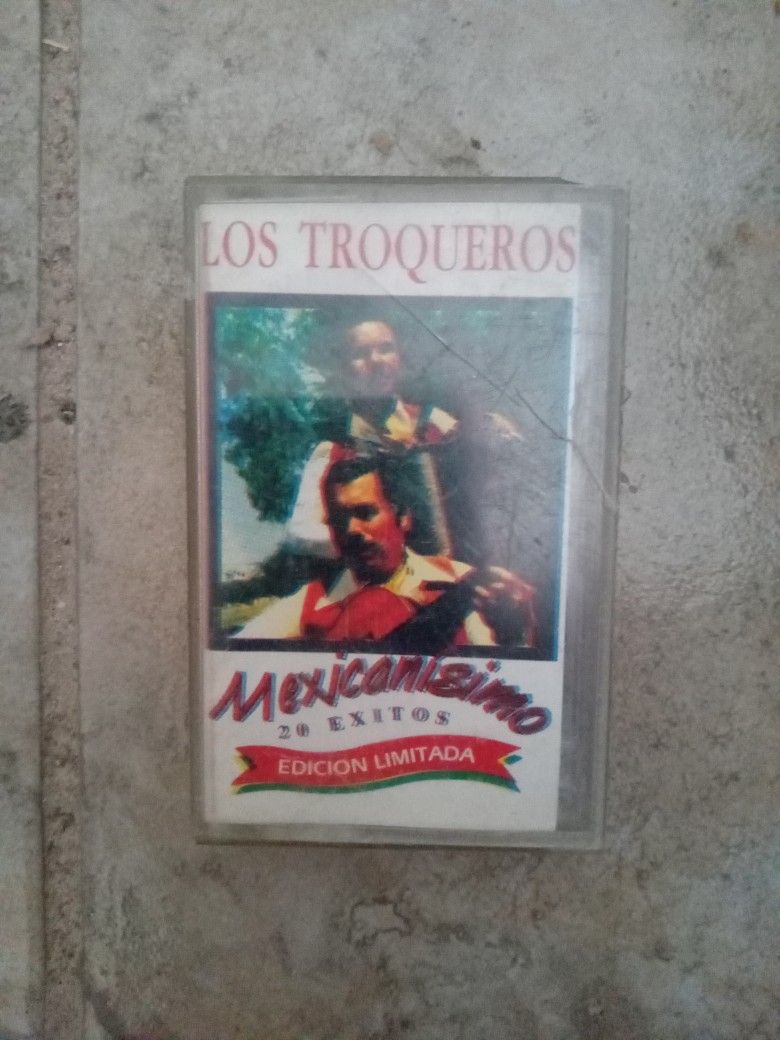 LOS TROQUEROS
Mexicanísimo
20 EXITOS
EDICION LIMITADA